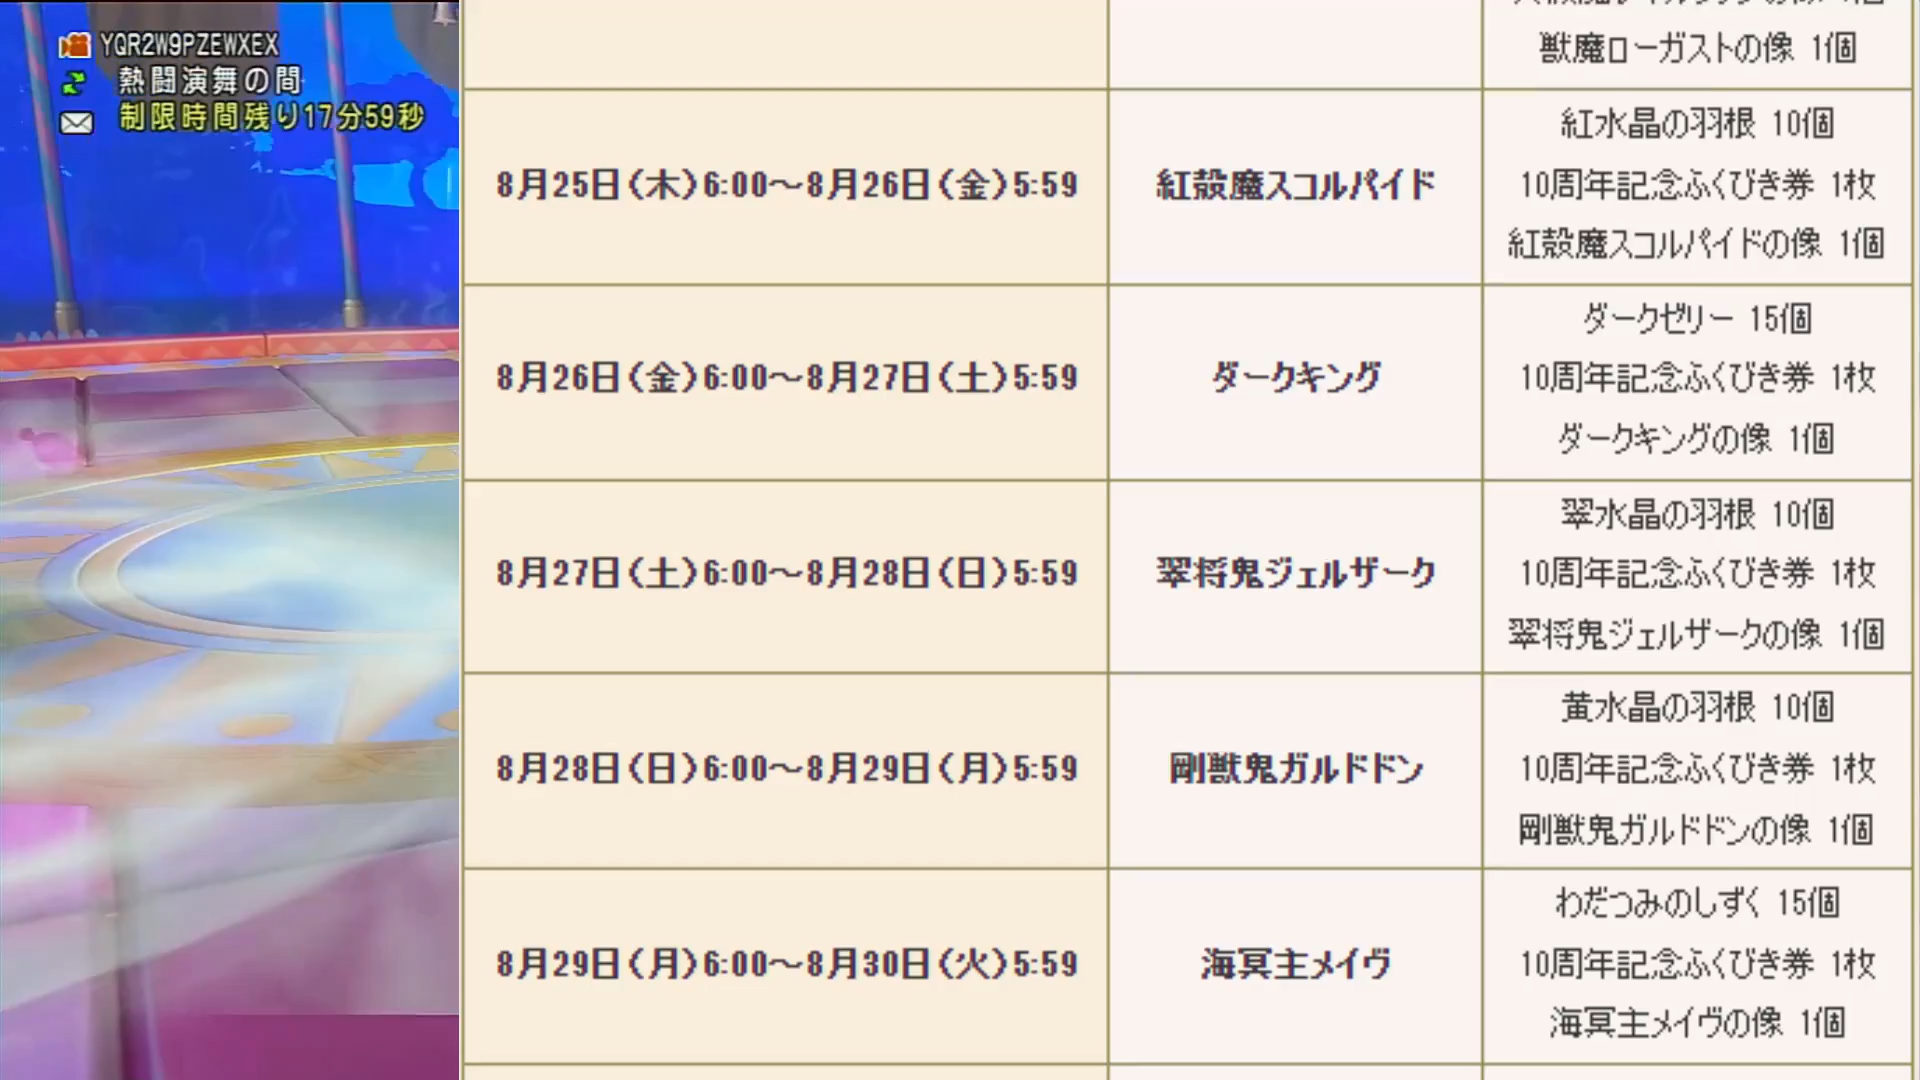 YQR2W9PZEWXEX
熱闘演舞の間
制限時間残り17分59秒
獣魔ローガストの像 1個
8月25日(木)6:00～8月26日(金)5:59
紅殻魔スコルパイド
紅水晶の羽根 10個
10周年記念ふくびき券 1枚
紅殻魔スコルパイドの像 1個
8月26日(金)6:00～8月27日(土)5:59
ダークキング
ダークゼリー 15個
10周年記念ふくびき券 1枚
ダークキングの像 1個
8月27日(土)6:00～8月28日(日)5:59
翠将鬼ジェルザーク
翠水晶の羽根 10個
10周年記念ふくびき券 1枚
翠将鬼ジェルザークの像 1個
8月28日(日)6:00～8月29日(月)5:59
剛獣鬼ガルドドン
黄水晶の羽根 10個
10周年記念ふくびき券 1枚
剛獣鬼ガルドドンの像 1個
8月29日(月)6:00～8月30日(火)5:59
海冥主メイヴ
わだつみのしずく 15個
10周年記念ふくびき券 1枚
海冥主メイヴの像 1個